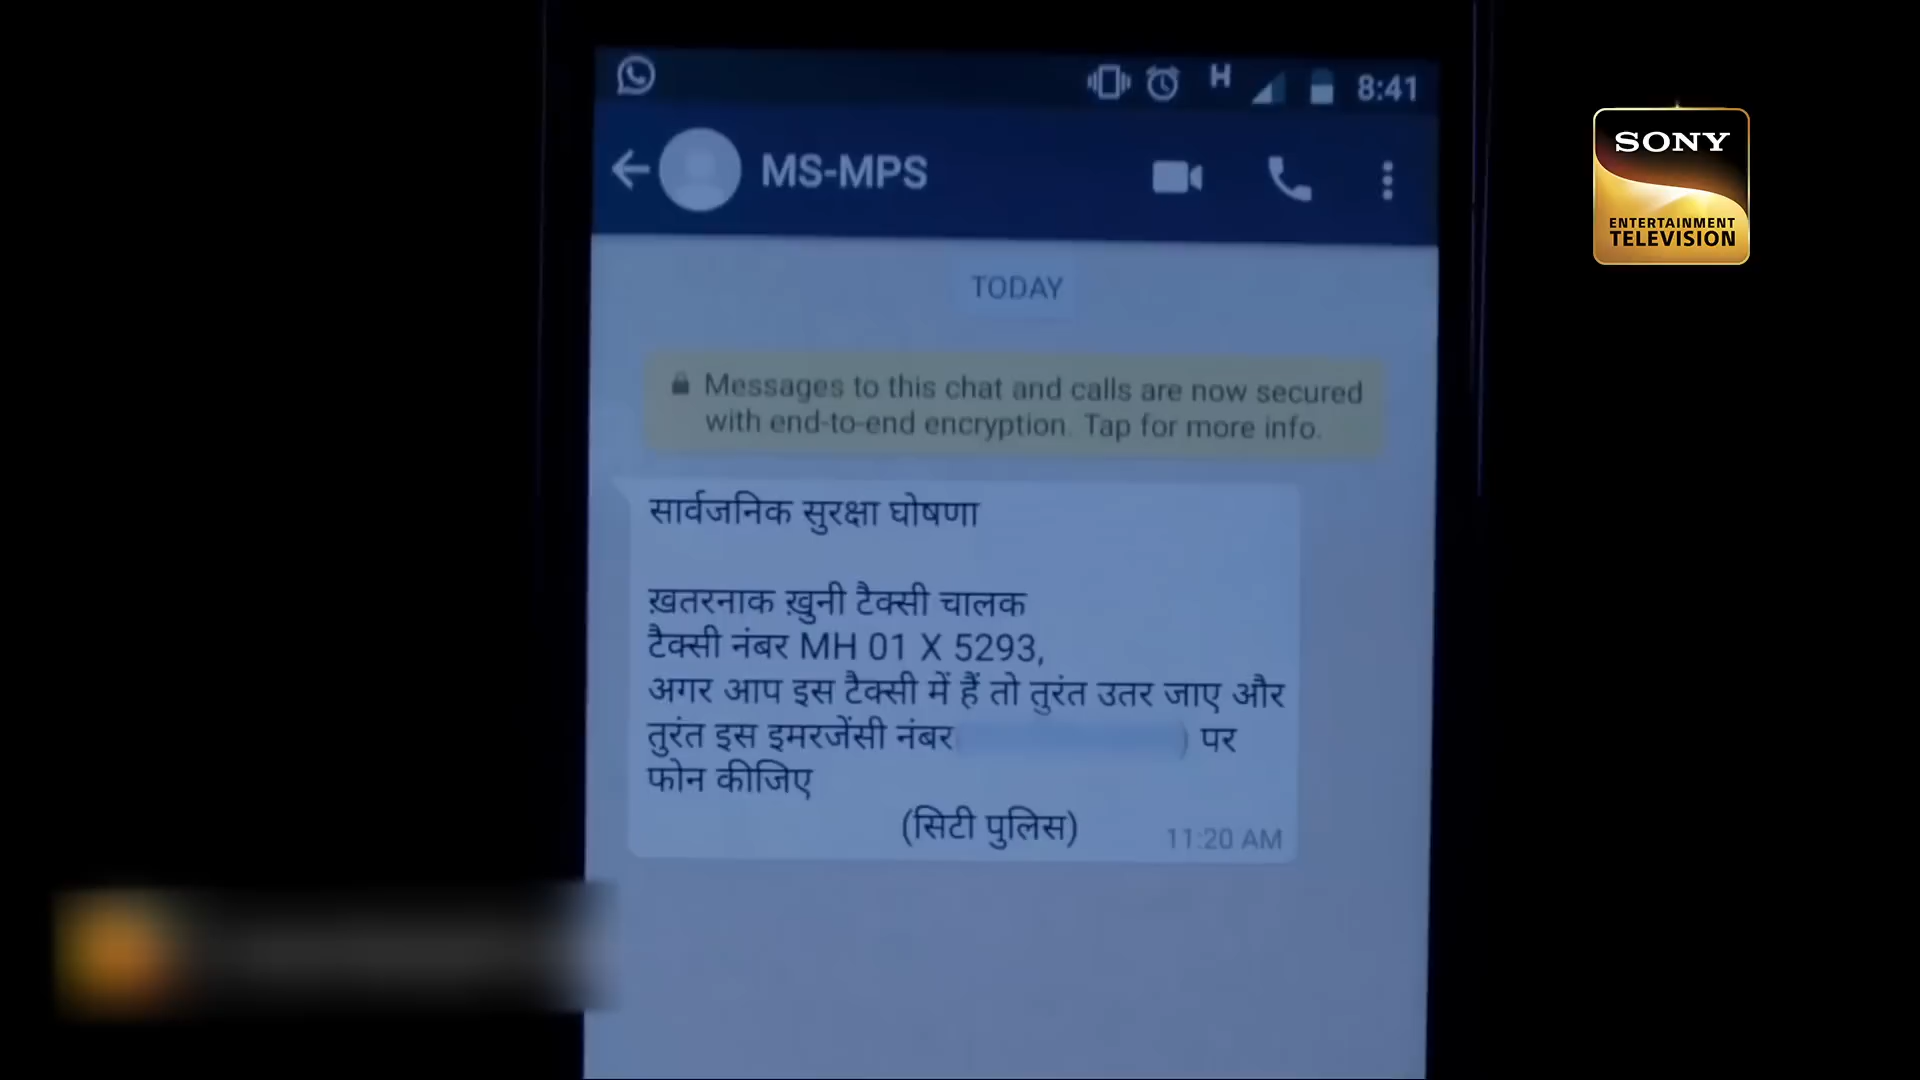 8:41
MS-MPS
SONY
ENTERTAINMENT
TELEVISION
TODAY
Messages to this chat and calls are now secured
with end-to-end encryption. Tap for more info.
सार्वजनिक सुरक्षा घोषणा
ख़तरनाक ख़ुनी टैक्सी चालक
टैक्सी नंबर MH 01 X 5293,
अगर आप इस टैक्सी में हैं तो तुरंत उतर जाए और
तुरंत इस इमरजेंसी नंबर ) पर
फोन कीजिए
(सिटी पुलिस)
11:20 AM